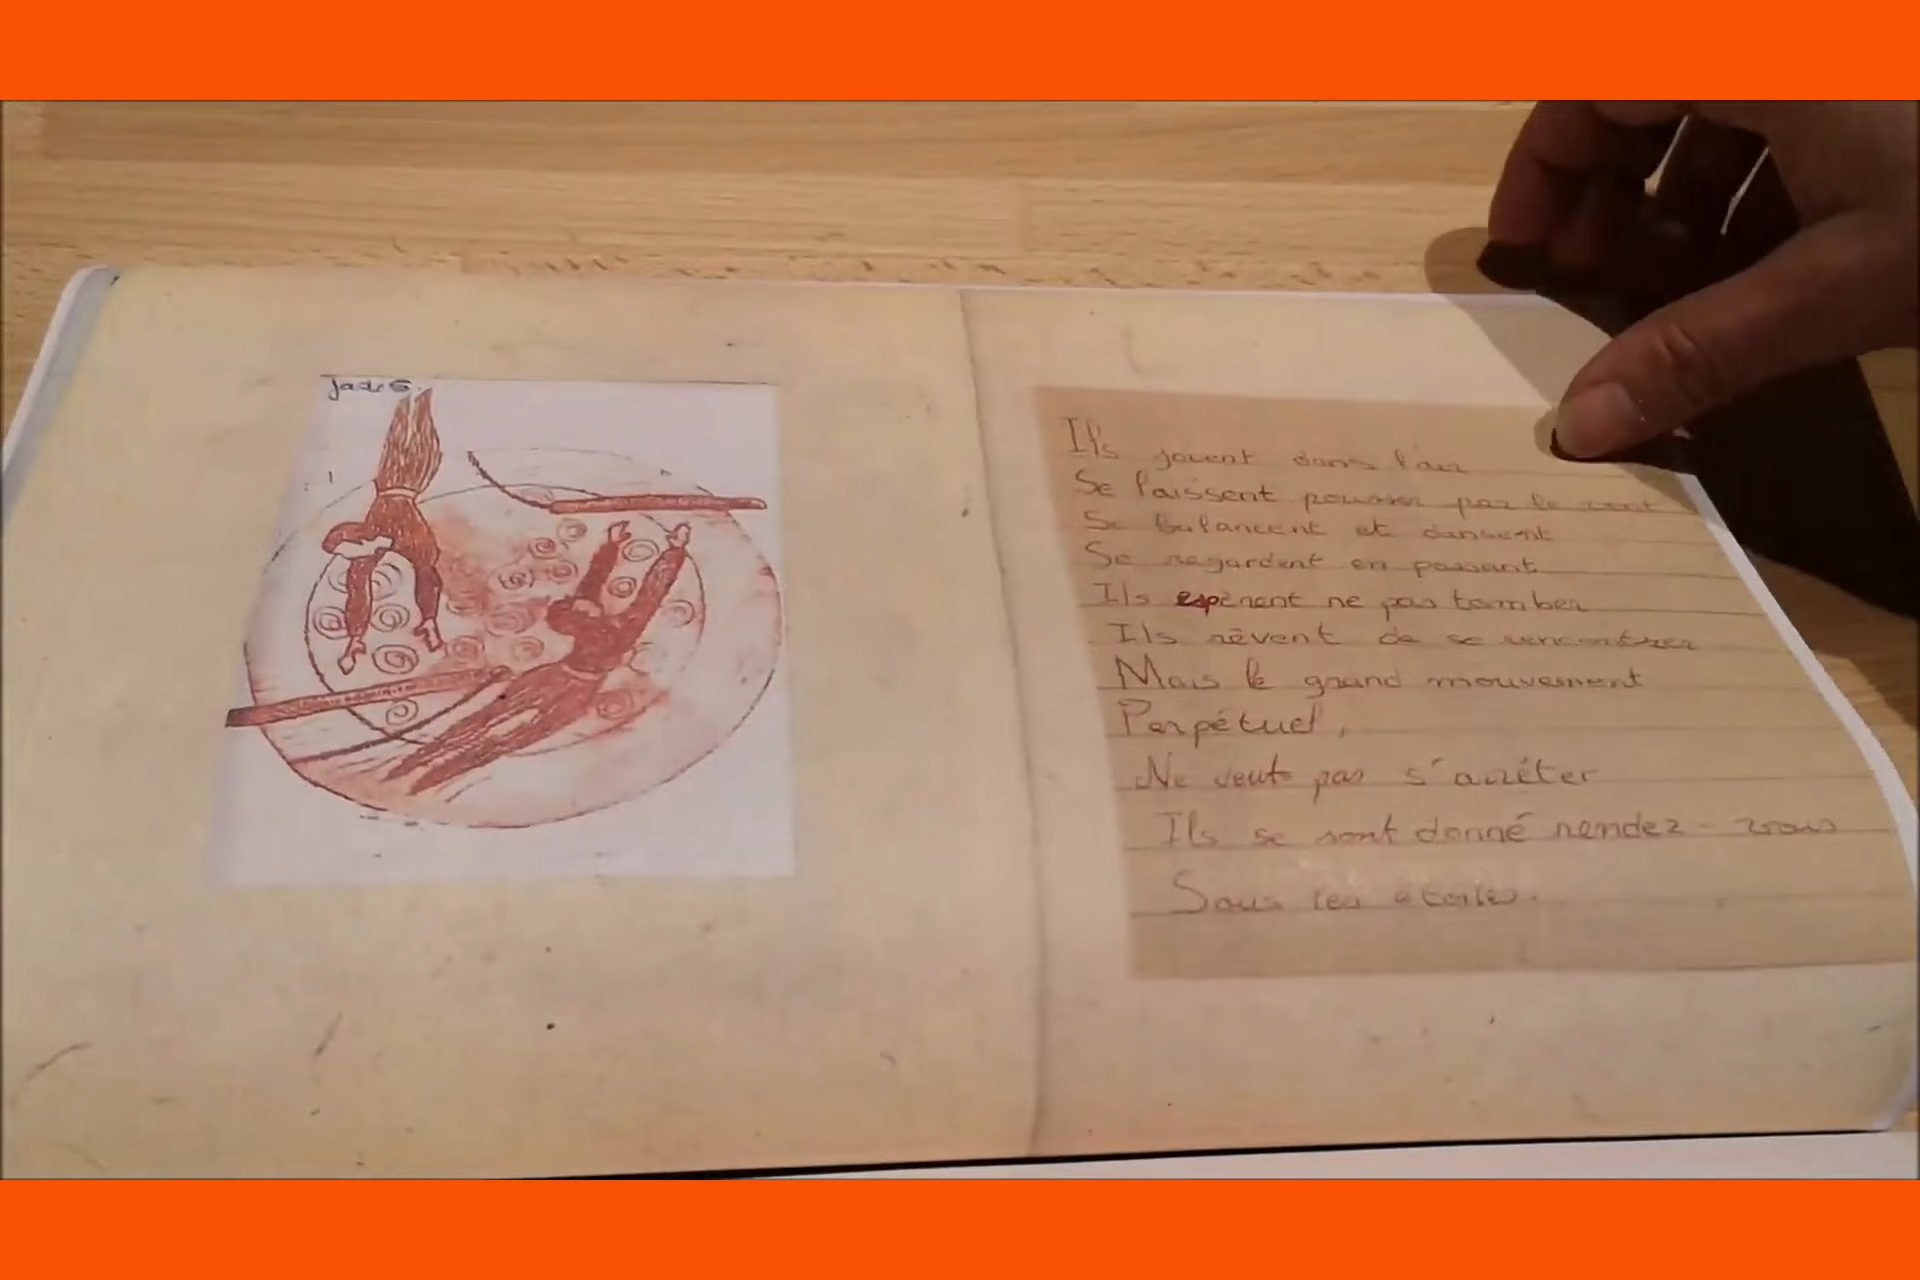 Jade S.
Ils jouent dans l'air
Se laissent pousser par le vent
Se balancent et dansent
Se regardent en passant
Ils espèrent ne pas tomber
Ils rêvent de se rencontrer
Mais le grand mouvement
Perpétuel,
Ne veut pas s'arrêter
Ils se sont donné rendez-vous
Sous les étoiles.